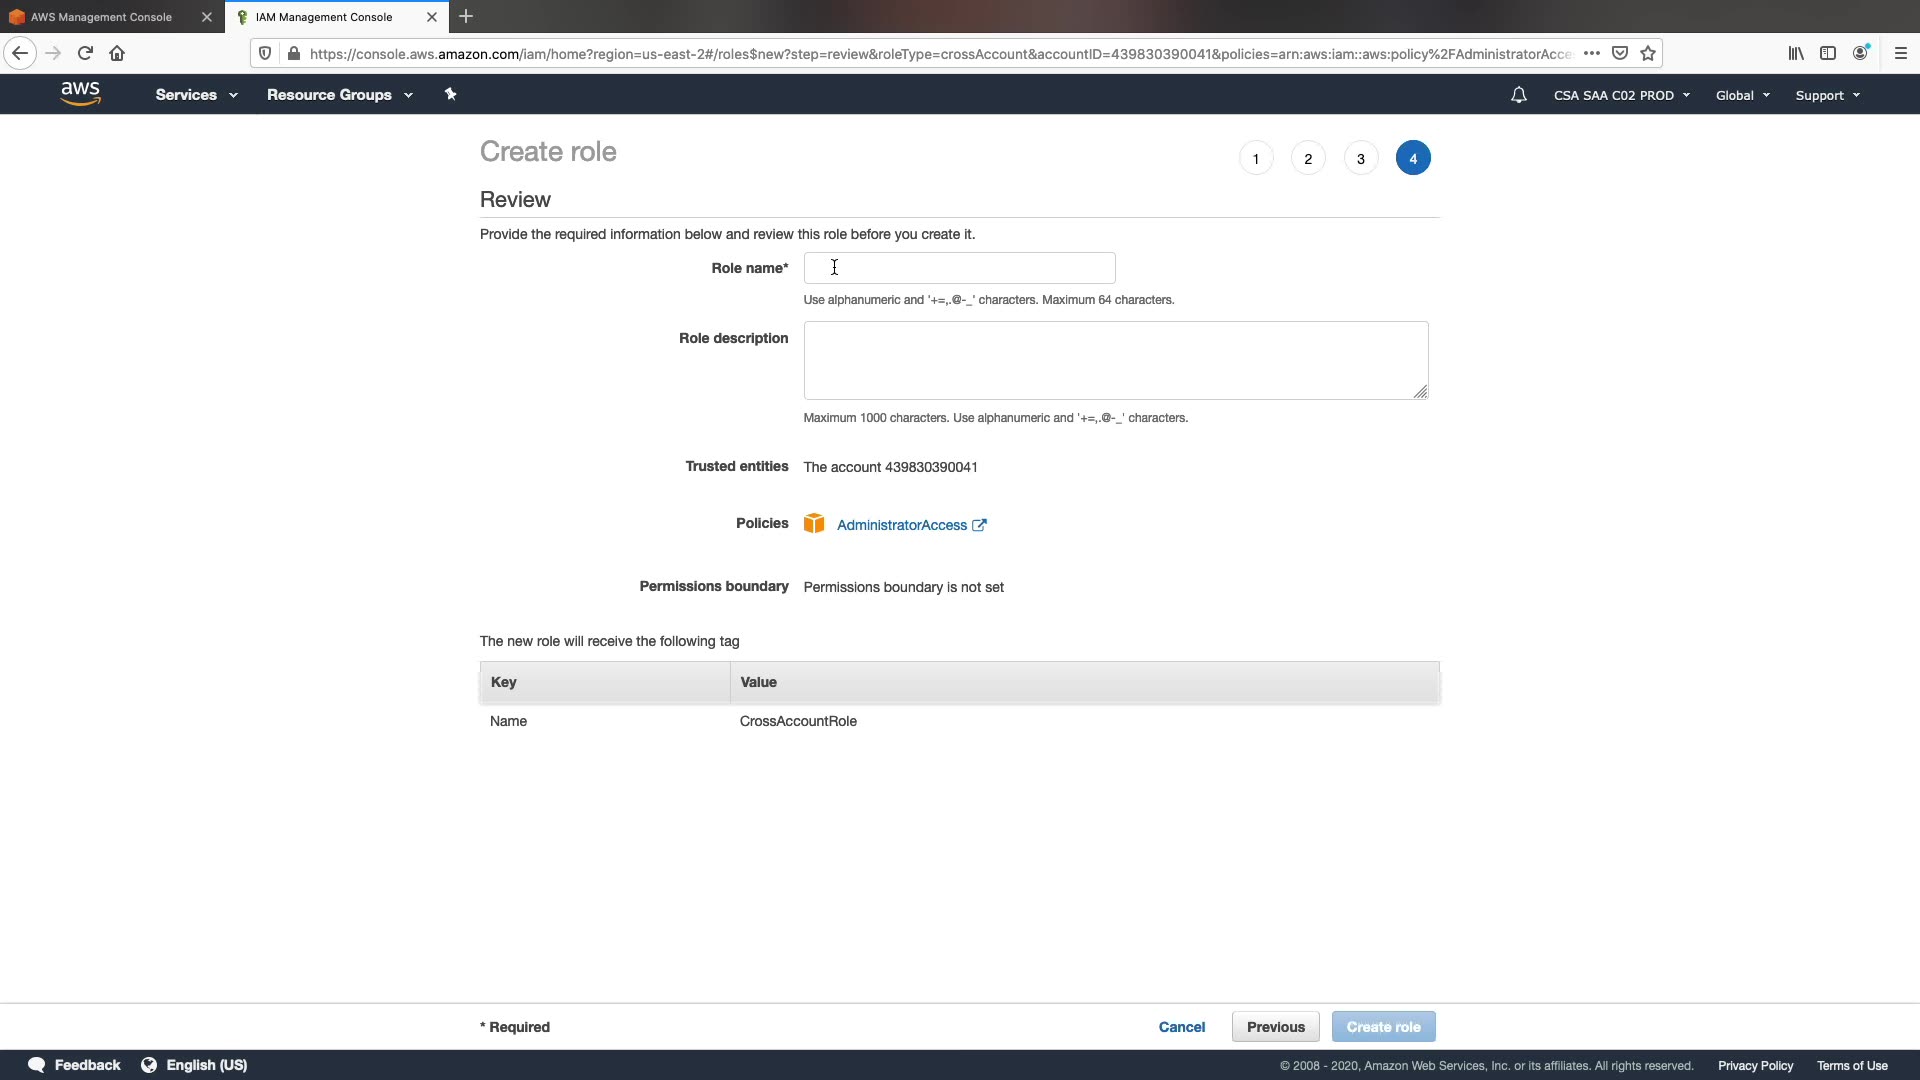 AWS Management Console
IAM Management Console
https://console.aws.amazon.com/iam/home?region=us-east-2#/roles$new?step=review&roleType=crossAccount&accountID=439830390041&policies=arn:aws:iam::aws:policy%2FAdministratorAcce
aws
Services
Resource Groups
CSA SAA C02 PROD
Global
Support
Create role
1
2
3
4
Review
Provide the required information below and review this role before you create it.
Role name*
Use alphanumeric and '+=,.@-_' characters. Maximum 64 characters.
Role description
Maximum 1000 characters. Use alphanumeric and '+=,.@-_' characters.
Trusted entities The account 439830390041
Policies AdministratorAccess
Permissions boundary Permissions boundary is not set
The new role will receive the following tag
Key Value
Name CrossAccountRole
* Required
Cancel
Previous
Create role
Feedback
English (US)
© 2008 - 2020, Amazon Web Services, Inc. or its affiliates. All rights reserved.
Privacy Policy
Terms of Use